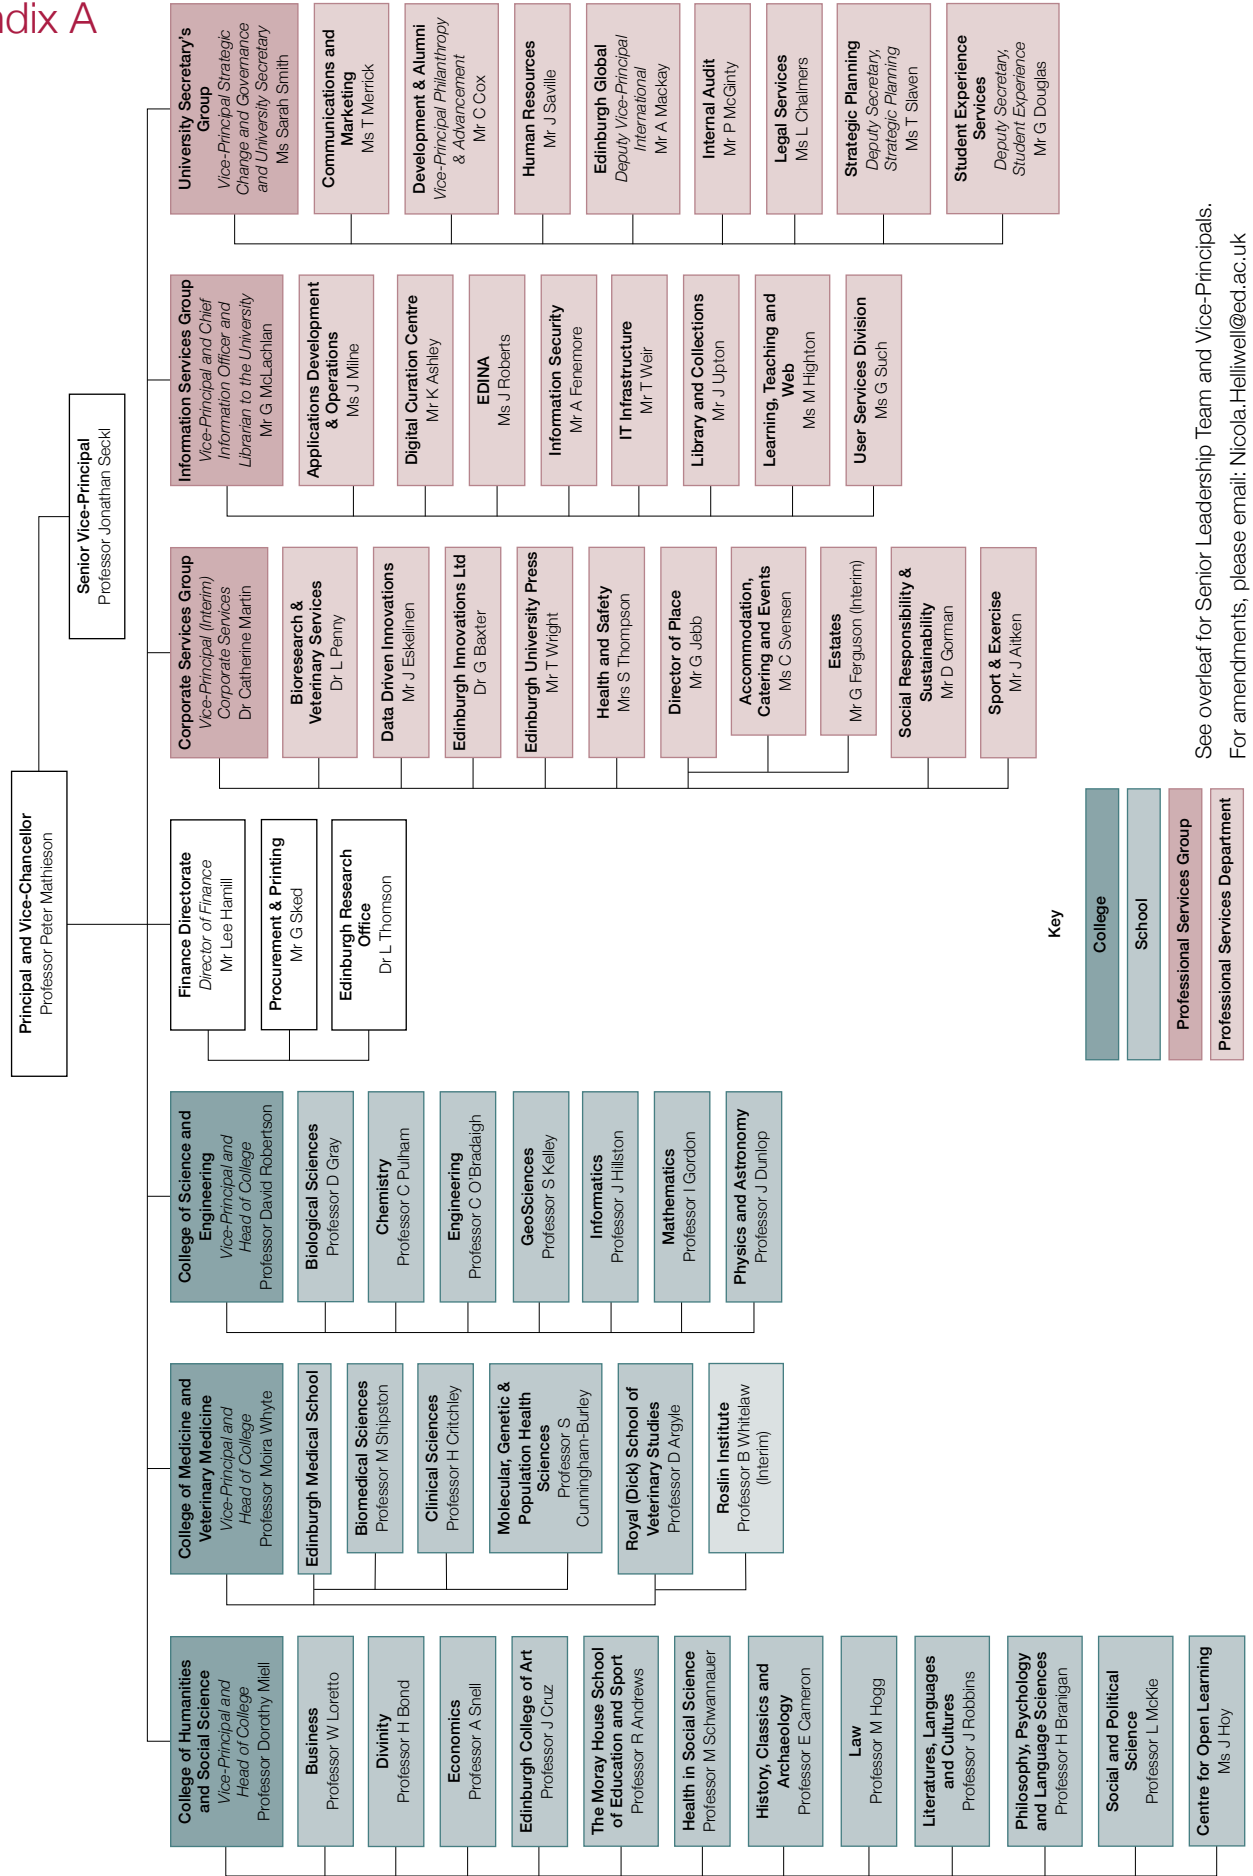 ndix A
Principal and Vice-Chancellor
Professor Peter Mathieson
Senior Vice-Principal
Professor Jonathan Seckl
College of Humanities
and Social Science
Vice-Principal and
Head of College
Professor Dorothy Miell
Business
Professor W Loretto
Divinity
Professor H Bond
Economics
Professor A Snell
Edinburgh College of Art
Professor J Cruz
The Moray House School
of Education and Sport
Professor R Andrews
Health in Social Science
Professor M Schwannauer
History, Classics and
Archaeology
Professor E Cameron
Law
Professor M Hogg
Literatures, Languages
and Cultures
Professor J Robbins
Philosophy, Psychology
and Language Sciences
Professor H Branigan
Social and Political
Science
Professor L McKie
Centre for Open Learning
Ms J Hoy
College of Medicine and
Veterinary Medicine
Vice-Principal and
Head of College
Professor Moira Whyte
Edinburgh Medical School
Biomedical Sciences
Professor M Shipston
Clinical Sciences
Professor H Critchley
Molecular, Genetic &
Population Health
Sciences
Professor S
Cunningham-Burley
Royal (Dick) School of
Veterinary Studies
Professor D Argyle
Roslin Institute
Professor B Whitelaw
(Interim)
College of Science and
Engineering
Vice-Principal and
Head of College
Professor David Robertson
Biological Sciences
Professor D Gray
Chemistry
Professor C Pulham
Engineering
Professor C O'Bradaigh
GeoSciences
Professor S Kelley
Informatics
Professor J Hillston
Mathematics
Professor I Gordon
Physics and Astronomy
Professor J Dunlop
Finance Directorate
Director of Finance
Mr Lee Hamill
Procurement & Printing
Mr G Sked
Edinburgh Research
Office
Dr L Thomson
Corporate Services Group
Vice-Principal (Interim)
Corporate Services
Dr Catherine Martin
Bioresearch &
Veterinary Services
Dr L Penny
Data Driven Innovations
Mr J Eskelinen
Edinburgh Innovations Ltd
Dr G Baxter
Edinburgh University Press
Mr T Wright
Health and Safety
Mrs S Thompson
Director of Place
Mr G Jebb
Accommodation,
Catering and Events
Ms C Svensen
Estates
Mr G Ferguson (Interim)
Social Responsibility &
Sustainability
Mr D Gorman
Sport & Exercise
Mr J Aitken
Information Services Group
Vice-Principal and Chief
Information Officer and
Librarian to the University
Mr G McLachlan
Applications Development
& Operations
Ms J Milne
Digital Curation Centre
Mr K Ashley
EDINA
Ms J Roberts
Information Security
Mr A Fenemore
IT Infrastructure
Mr T Weir
Library and Collections
Mr J Upton
Learning, Teaching and
Web
Ms M Highton
User Services Division
Ms G Such
University Secretary's
Group
Vice-Principal Strategic
Change and Governance
and University Secretary
Ms Sarah Smith
Communications and
Marketing
Ms T Merrick
Development & Alumni
Vice-Principal Philanthropy
& Advancement
Mr C Cox
Human Resources
Mr J Saville
Edinburgh Global
Deputy Vice-Principal
International
Mr A Mackay
Internal Audit
Mr P McGinty
Legal Services
Ms L Chalmers
Strategic Planning
Deputy Secretary,
Strategic Planning
Ms T Slaven
Student Experience
Services
Deputy Secretary,
Student Experience
Mr G Douglas
Key
College
School
Professional Services Group
Professional Services Department
See overleaf for Senior Leadership Team and Vice-Principals.
For amendments, please email: Nicola.Helliwell@ed.ac.uk